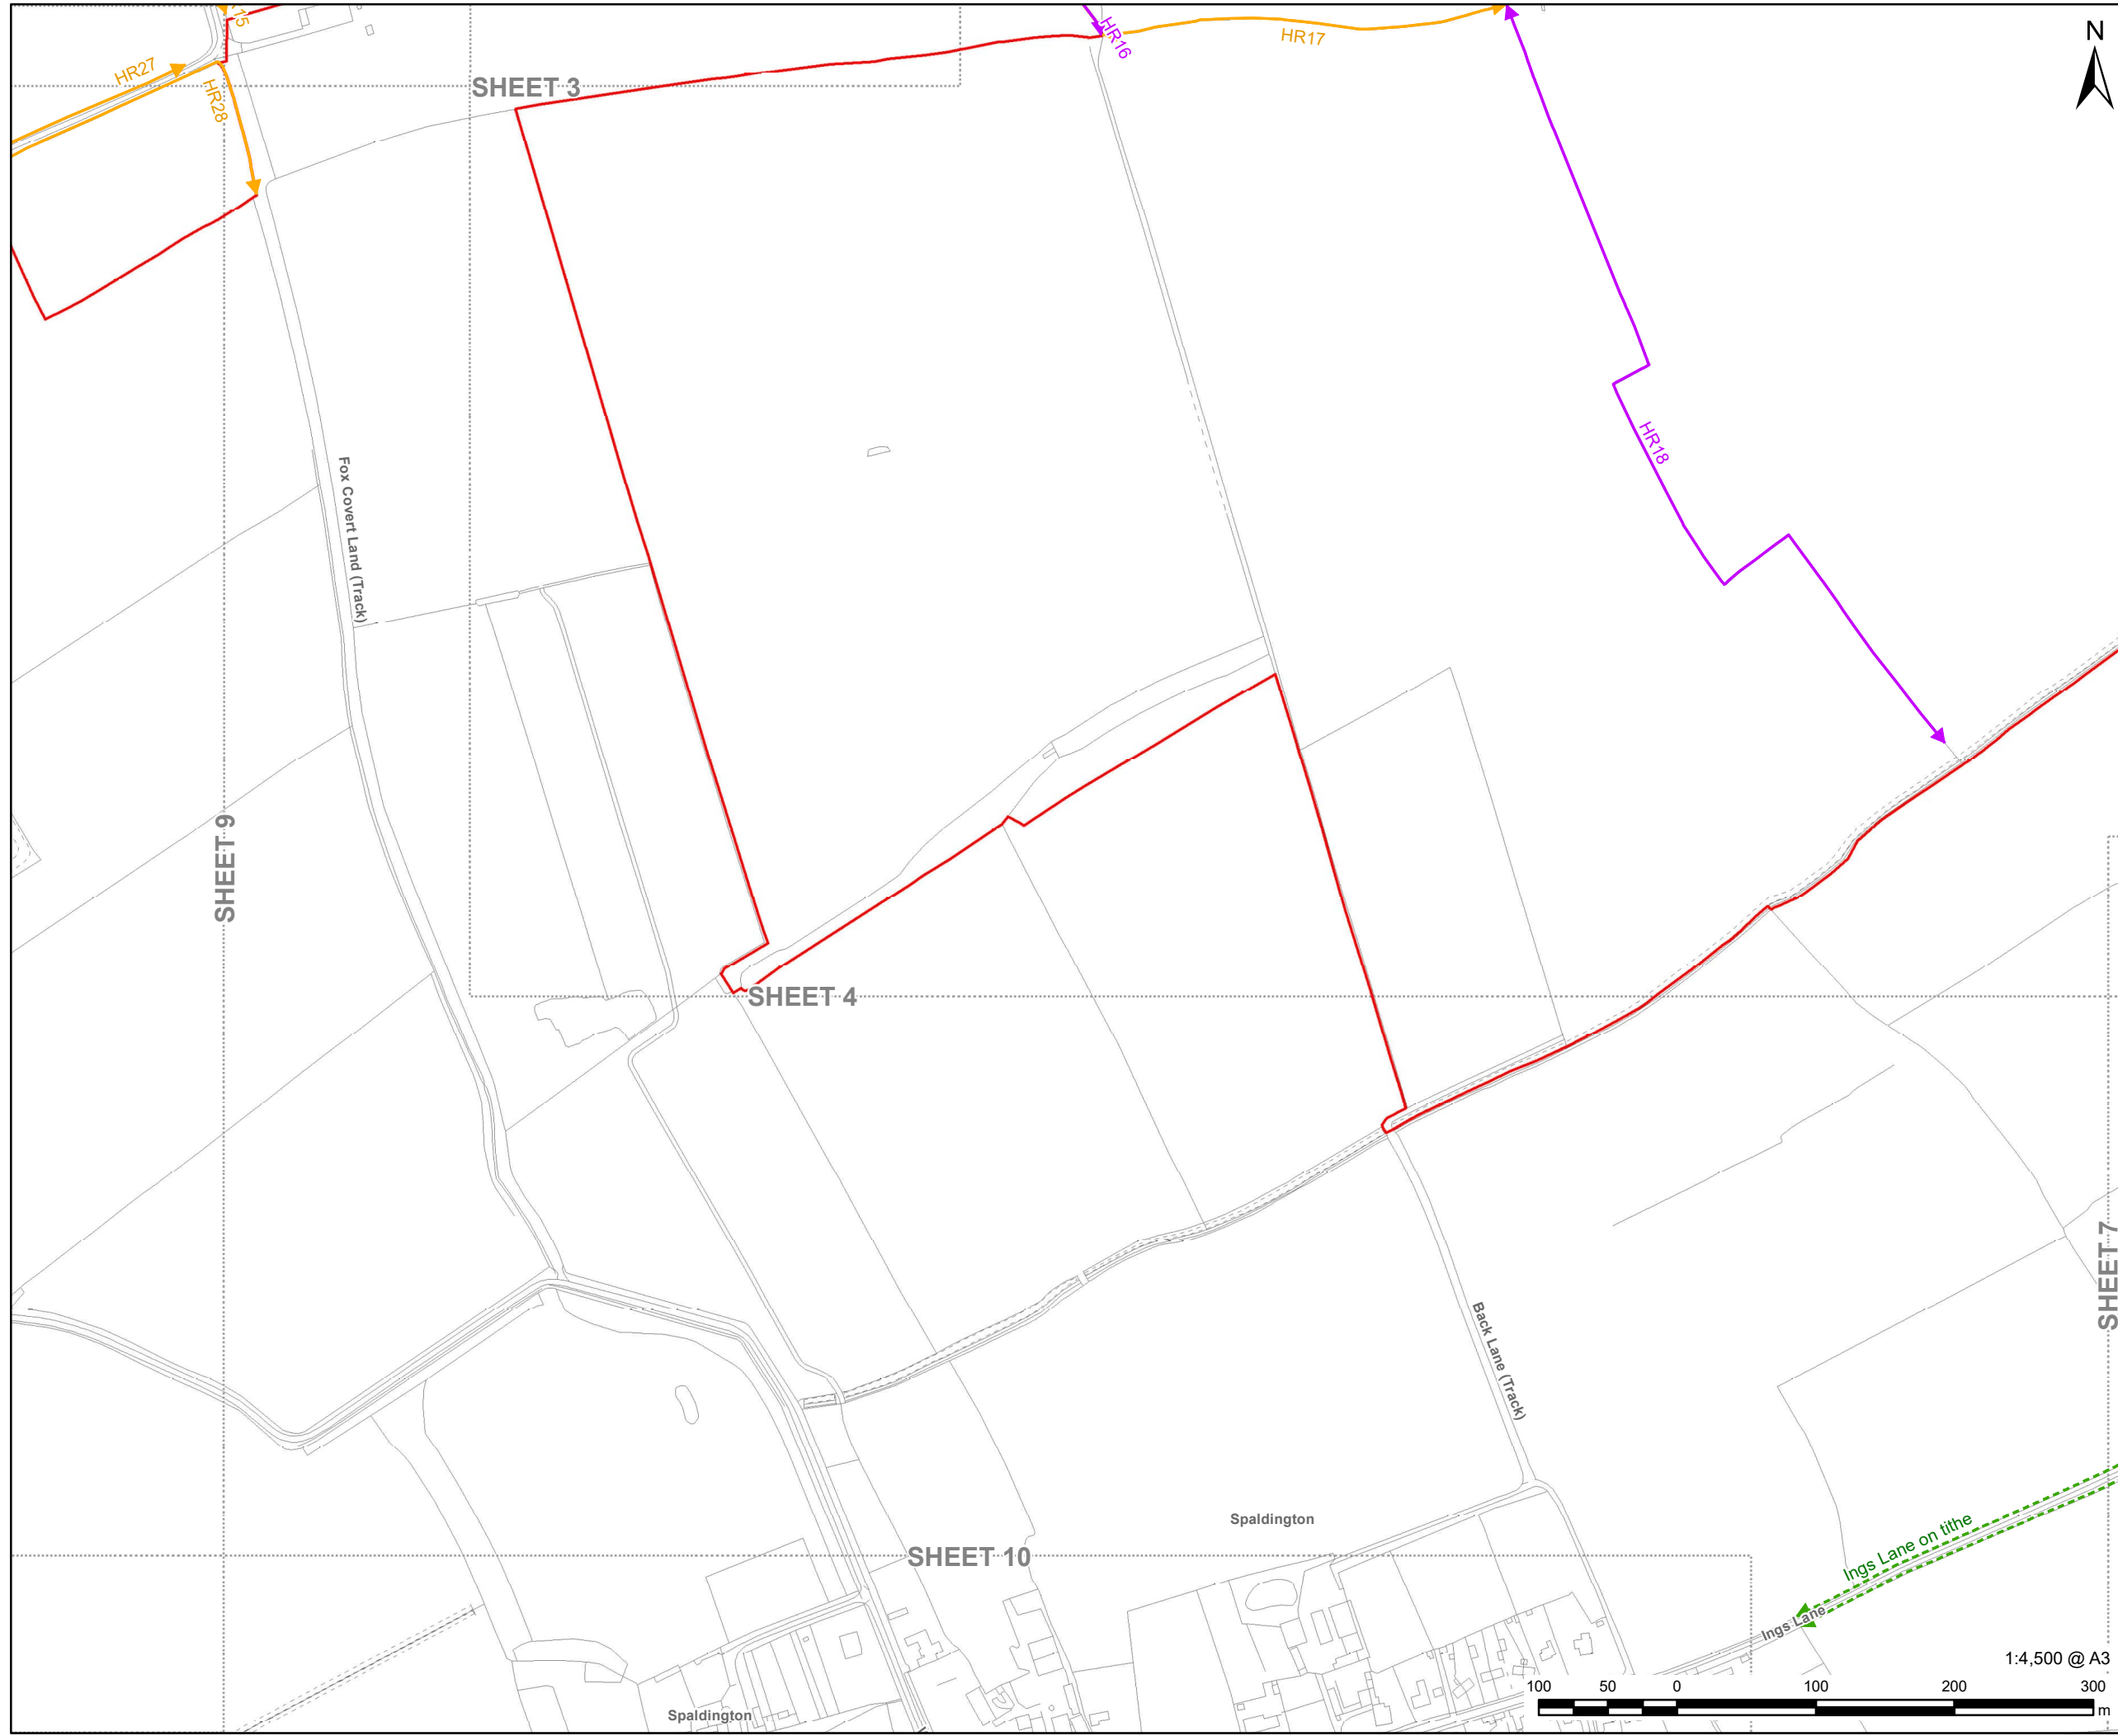 15
HR16
HR17
N
HR27
SHEET 3
HR28
Fox Covert Land (Track)
HR18
SHEET 9
SHEET 4
SHEET 7
Back Lane (Track)
Spaldington
SHEET 10
Ings Lane on tithe
Ings Lane
1:4,500 @ A3
100 50 0 100 200 300
m
Spaldington